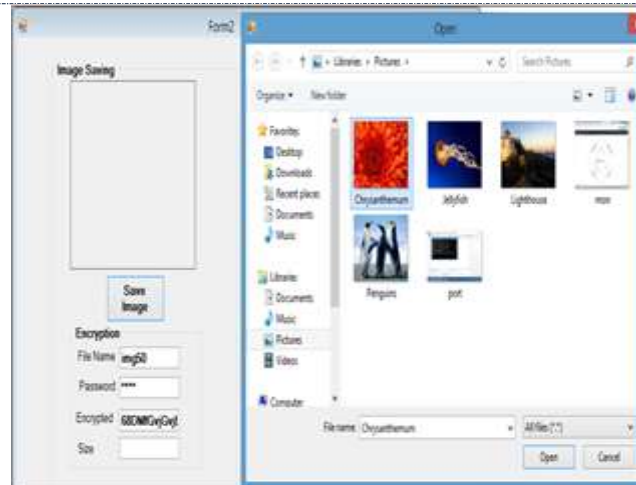 Form2
Image Saving
Save
Image
Encryption
File Name img50
Password ****
Encrypted
Size
Open
Libraries Pictures
Search Pictures
Organize New folder
Favorites
Desktop
Downloads
Recent places
Documents
Music
Libraries
Documents
Music
Pictures
Videos
Computer
Chrysanthemum Jellyfish Lighthouse
Penguins port
File name: Chrysanthemum
All files (*.*)
Open Cancel